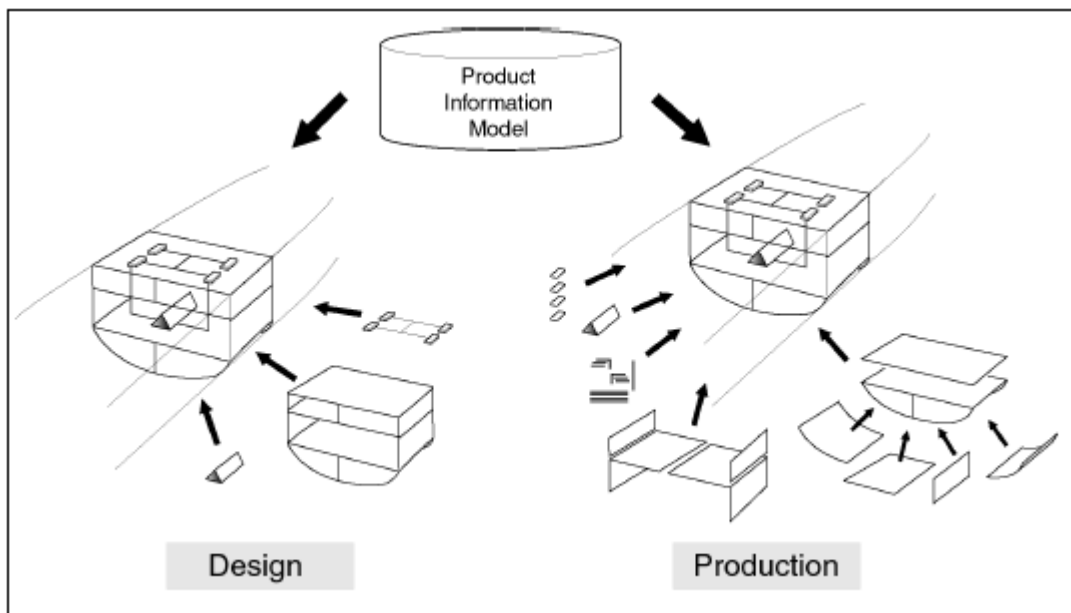 Product
Information
Model
Design
Production